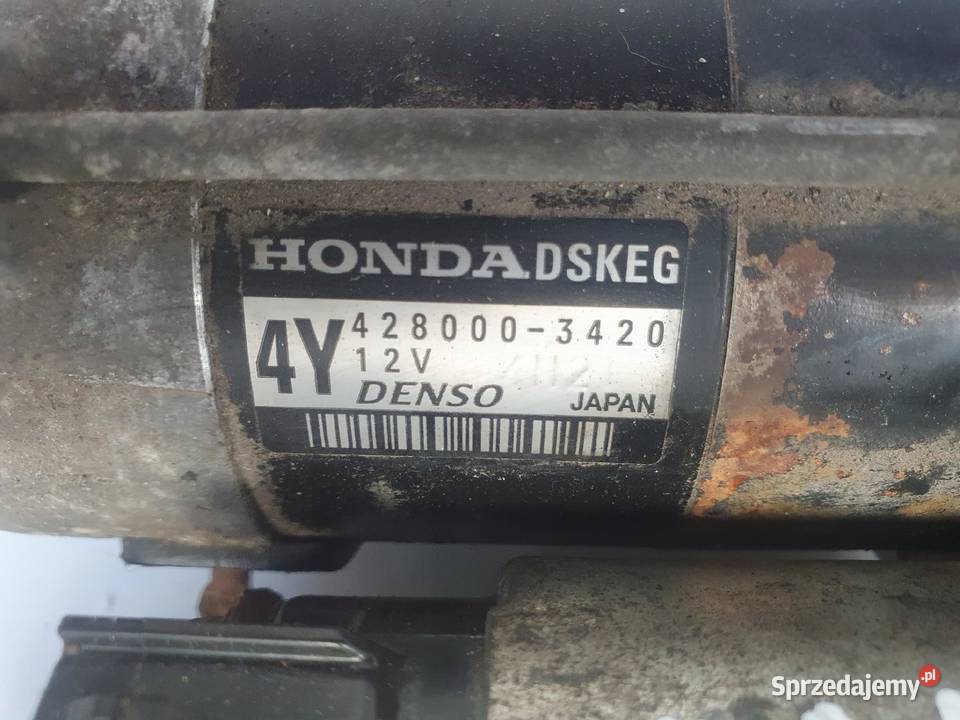 HONDA DSKEG
4Y 428000-3420
12V
DENSO JAPAN
Sprzedajemy.pl